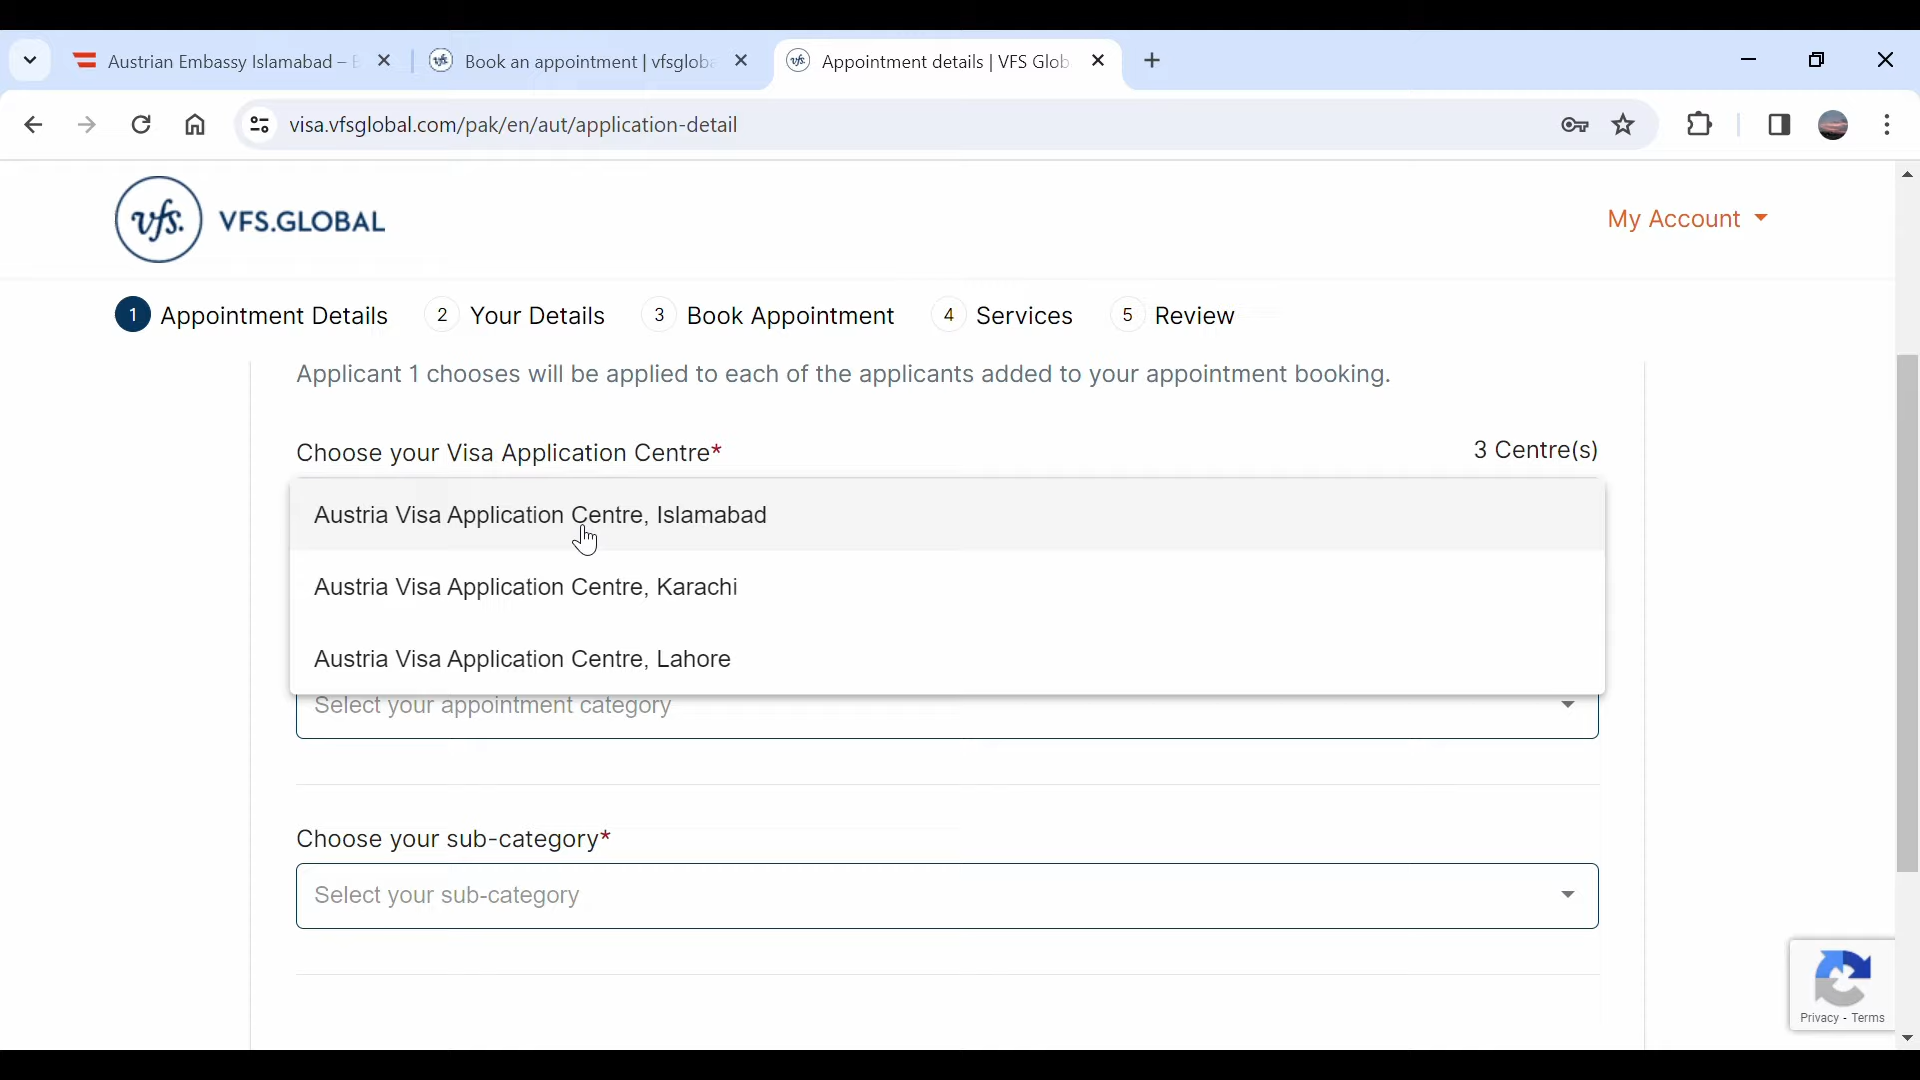 Austrian Embassy Islamabad –
Book an appointment | vfsgloba
Appointment details | VFS Glob
visa.vfsglobal.com/pak/en/aut/application-detail
vfs. VFS.GLOBAL
My Account
1 Appointment Details 2 Your Details 3 Book Appointment 4 Services 5 Review
Applicant 1 chooses will be applied to each of the applicants added to your appointment booking.
Choose your Visa Application Centre* 3 Centre(s)
Austria Visa Application Centre, Islamabad
Austria Visa Application Centre, Karachi
Austria Visa Application Centre, Lahore
Select your appointment category
Choose your sub-category*
Select your sub-category
Privacy - Terms